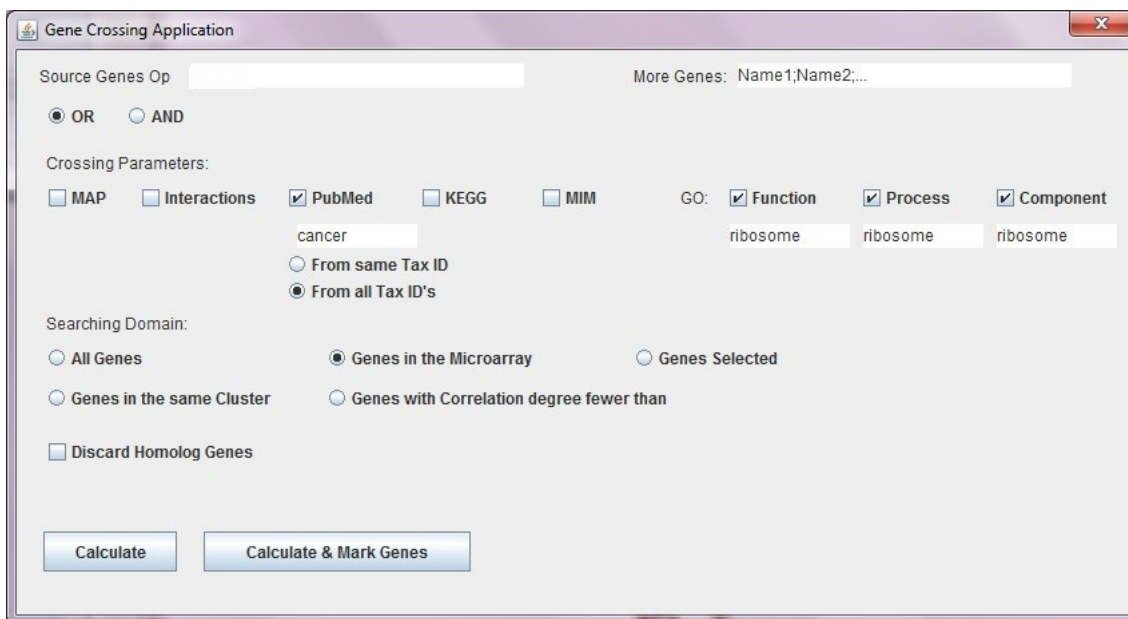 Gene Crossing Application
Source Genes Op More Genes: Name1;Name2;...
OR AND
Crossing Parameters:
MAP Interactions PubMed KEGG MIM GO: Function Process Component
cancer ribosome ribosome ribosome
From same Tax ID
From all Tax ID's
Searching Domain:
All Genes Genes in the Microarray Genes Selected
Genes in the same Cluster Genes with Correlation degree fewer than
Discard Homolog Genes
Calculate Calculate & Mark Genes